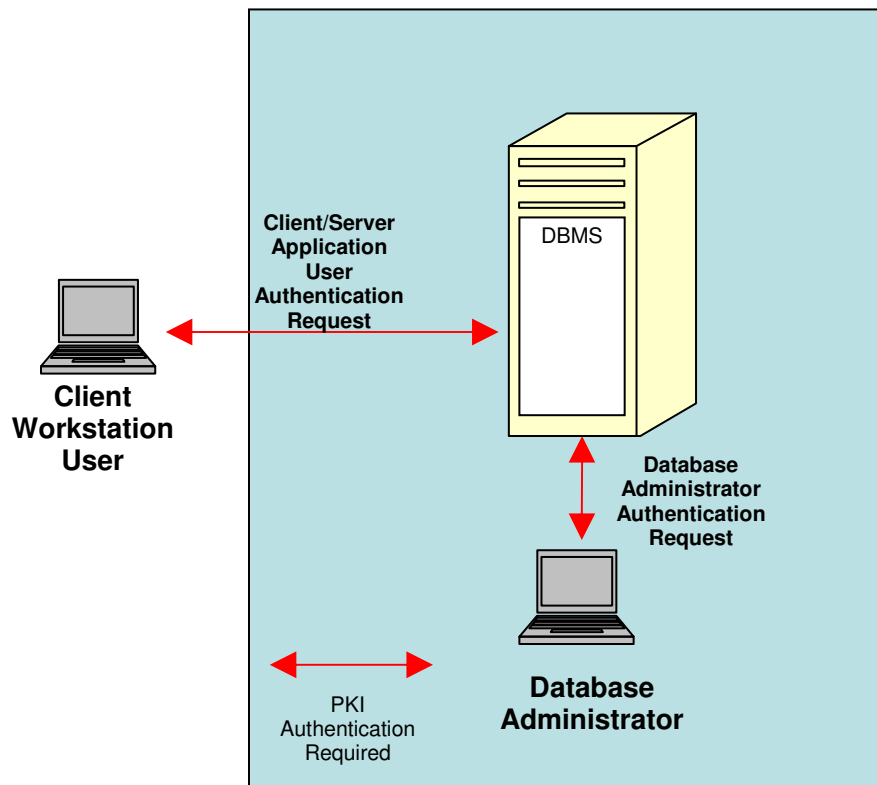 DBMS
Client/Server
Application
User
Authentication
Request
Client
Workstation
User
Database
Administrator
Authentication
Request
Database
Administrator
PKI
Authentication
Required